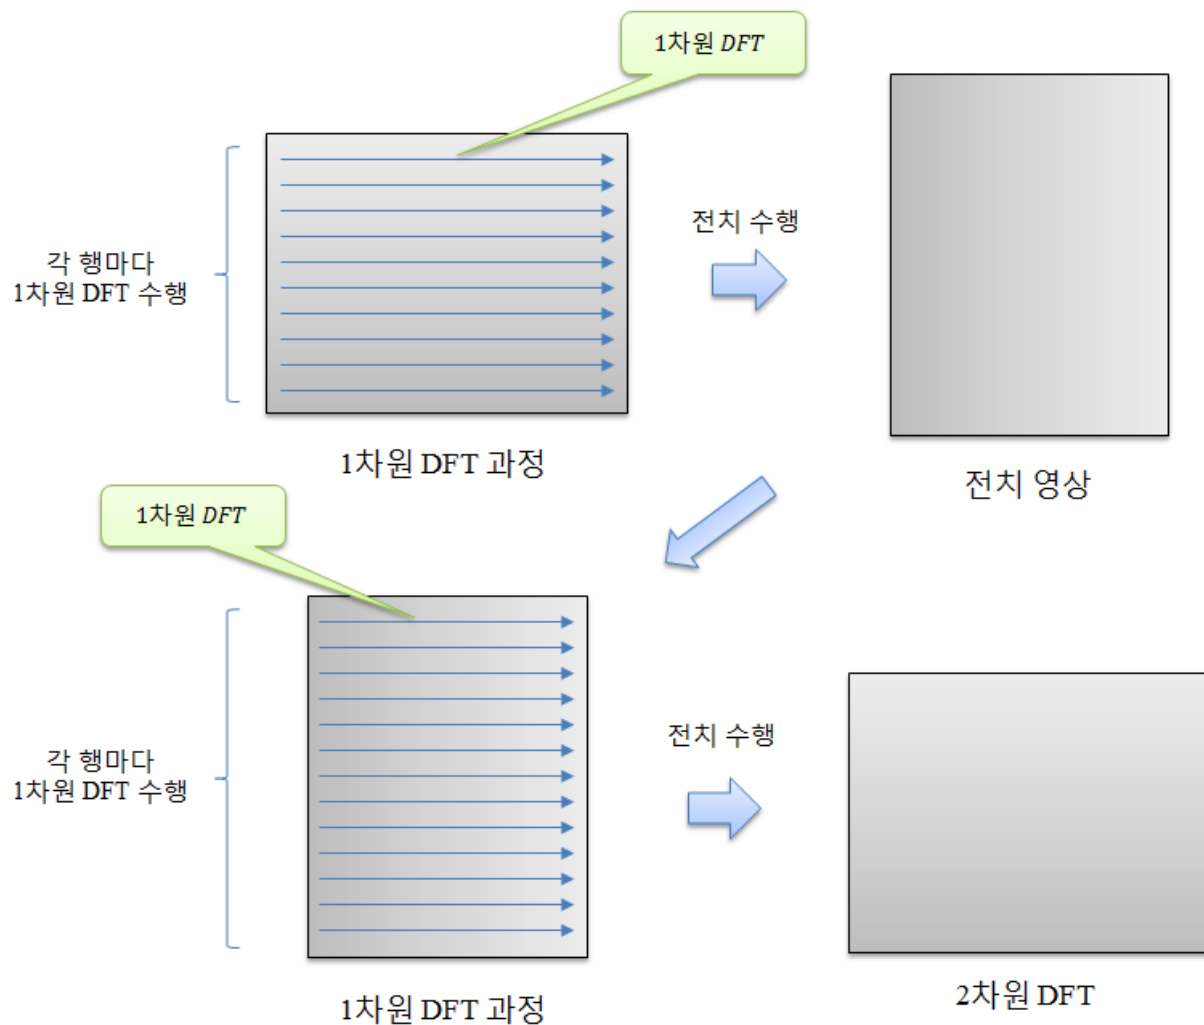 1차원 DFT
각 행마다
1차원 DFT 수행
전치 수행
1차원 DFT 과정
전치 영상
1차원 DFT
각 행마다
1차원 DFT 수행
전치 수행
1차원 DFT 과정
2차원 DFT